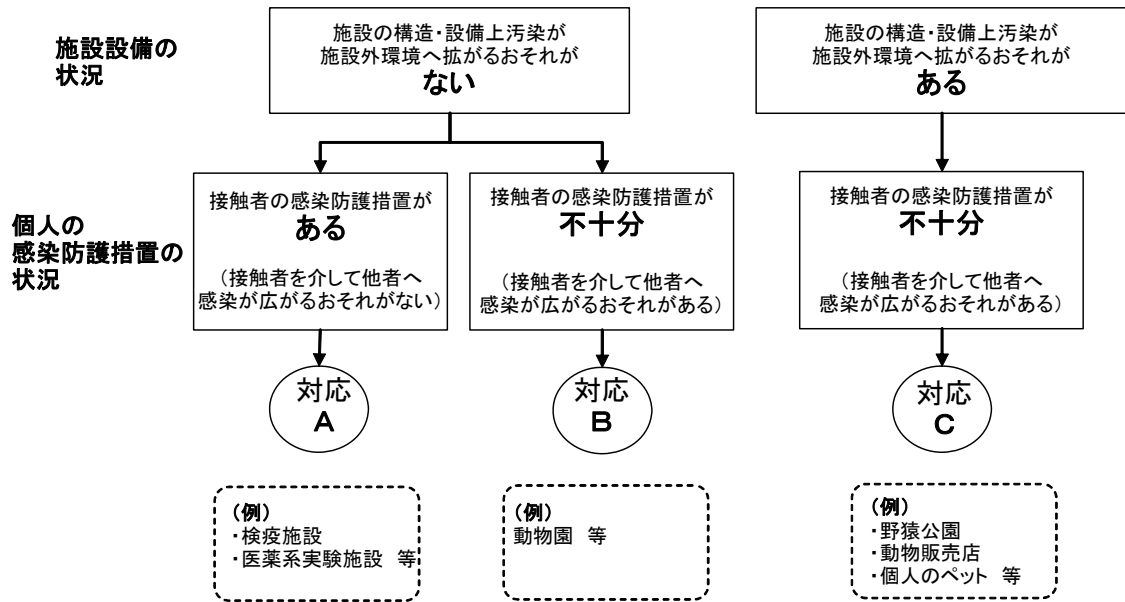 施設設備の
状況
施設の構造・設備上汚染が
施設外環境へ拡がるおそれが
ない
施設の構造・設備上汚染が
施設外環境へ拡がるおそれが
ある
個人の
感染防護措置の
状況
接触者の感染防護措置が
ある
（接触者を介して他者へ
感染が広がるおそれがない）
接触者の感染防護措置が
不十分
（接触者を介して他者へ
感染が広がるおそれがある）
接触者の感染防護措置が
不十分
（接触者を介して他者へ
感染が広がるおそれがある）
対応
A
対応
B
対応
C
（例）
・検疫施設
・医薬系実験施設 等
（例）
動物園 等
（例）
・野猿公園
・動物販売店
・個人のペット 等